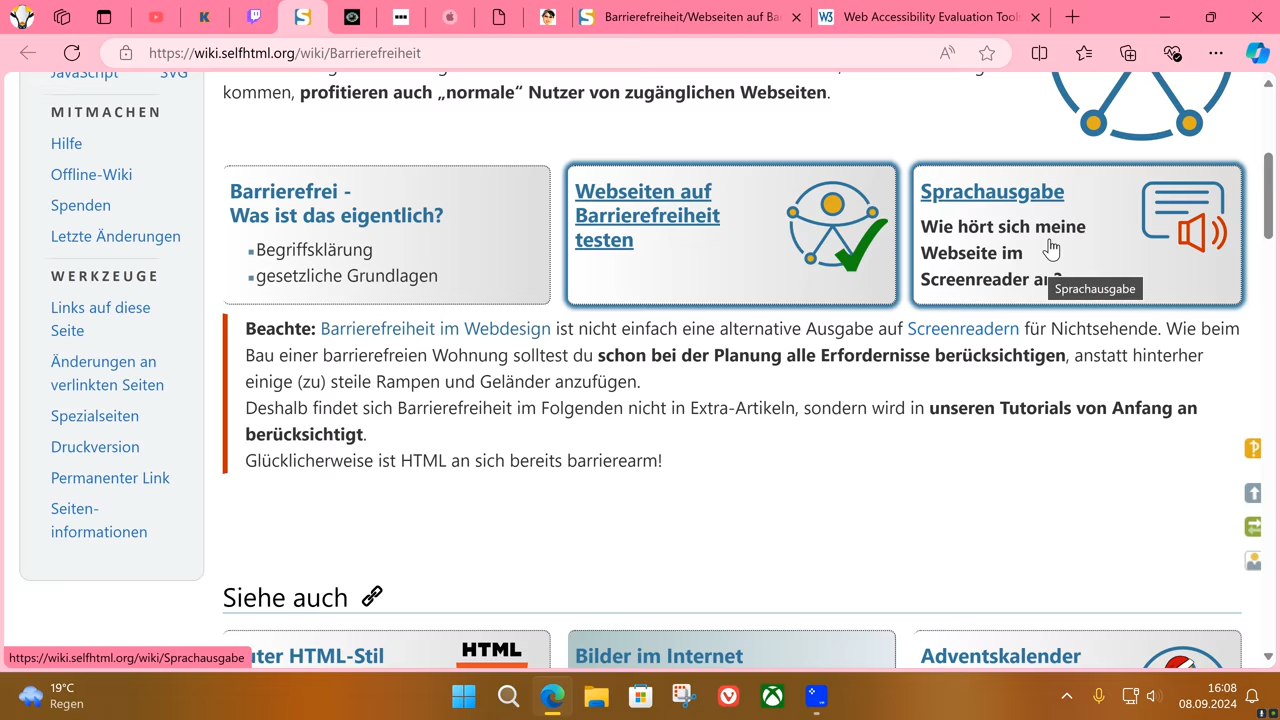 Barrierefreiheit/Webseiten auf Ba
Web Accessibility Evaluation Tool
https://wiki.selfhtml.org/wiki/Barrierefreiheit
JavaScript SVG
kommen, profitieren auch „normale“ Nutzer von zugänglichen Webseiten.
MITMACHEN
Hilfe
Offline-Wiki
Spenden
Letzte Änderungen
WERKZEUGE
Links auf diese
Seite
Änderungen an
verlinkten Seiten
Spezialseiten
Druckversion
Permanenter Link
Seiten-
informationen
Barrierefrei -
Was ist das eigentlich?
Begriffsklärung
gesetzliche Grundlagen
Webseiten auf
Barrierefreiheit
testen
Sprachausgabe
Wie hört sich meine
Webseite im
Screenreader an?
Sprachausgabe
Beachte: Barrierefreiheit im Webdesign ist nicht einfach eine alternative Ausgabe auf Screenreadern für Nichtsehende. Wie beim
Bau einer barrierefreien Wohnung solltest du schon bei der Planung alle Erfordernisse berücksichtigen, anstatt hinterher
einige (zu) steile Rampen und Geländer anzufügen.
Deshalb findet sich Barrierefreiheit im Folgenden nicht in Extra-Artikeln, sondern wird in unseren Tutorials von Anfang an
berücksichtigt.
Glücklicherweise ist HTML an sich bereits barrierearm!
Siehe auch
HTML-Stil
HTML
Bilder im Internet
Adventskalender
https://wiki.selfhtml.org/wiki/Sprachausgabe
19°C
Regen
16:08
08.09.2024